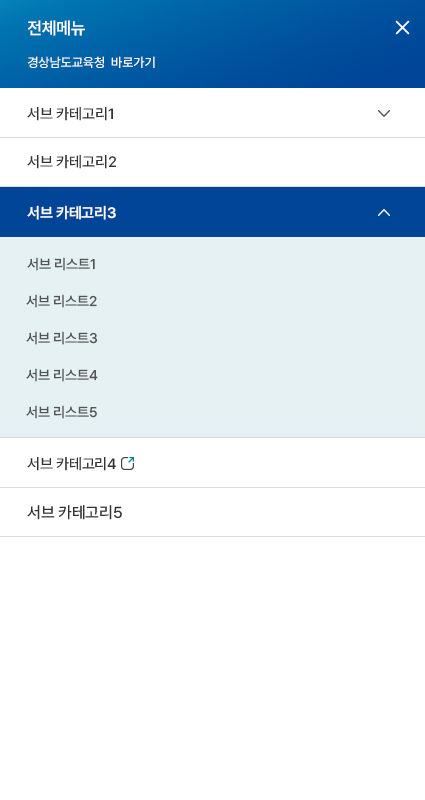 전체메뉴
경상남도교육청 바로가기
서브 카테고리1
서브 카테고리2
서브 카테고리3
서브 리스트1
서브 리스트2
서브 리스트3
서브 리스트4
서브 리스트5
서브 카테고리4
서브 카테고리5